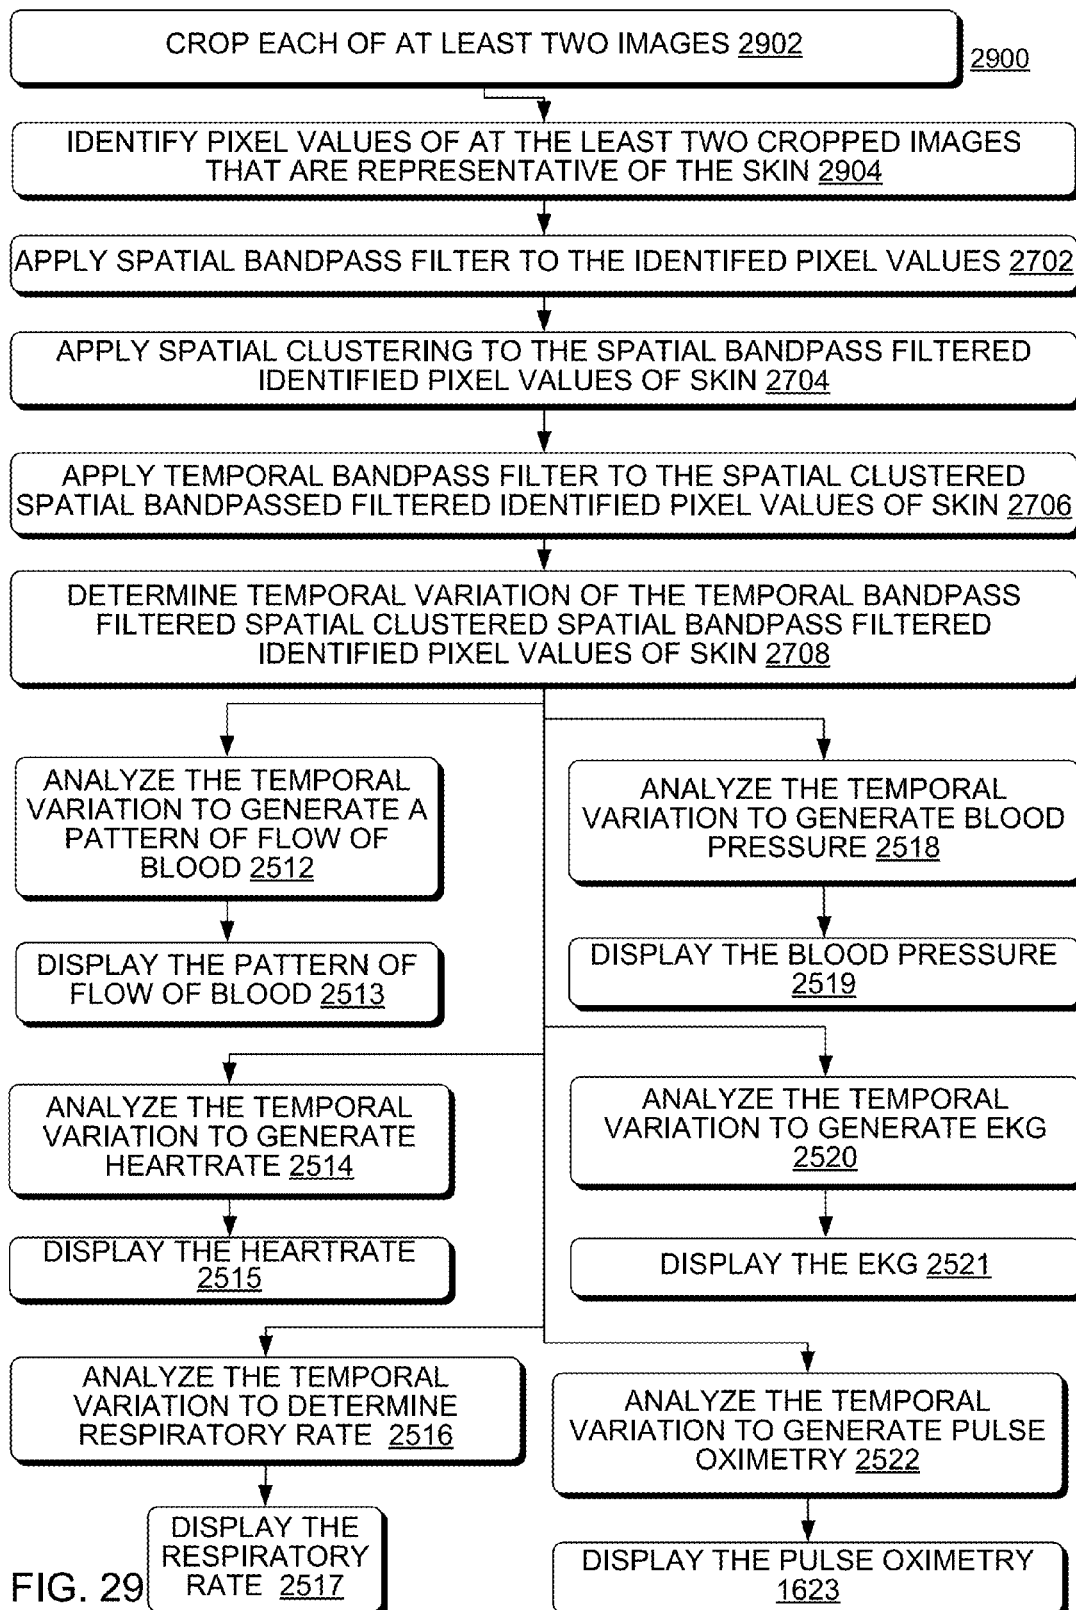 CROP EACH OF AT LEAST TWO IMAGES 2902
2900
IDENTIFY PIXEL VALUES OF AT THE LEAST TWO CROPPED IMAGES
THAT ARE REPRESENTATIVE OF THE SKIN 2904
APPLY SPATIAL BANDPASS FILTER TO THE IDENTIFED PIXEL VALUES 2702
APPLY SPATIAL CLUSTERING TO THE SPATIAL BANDPASS FILTERED
IDENTIFIED PIXEL VALUES OF SKIN 2704
APPLY TEMPORAL BANDPASS FILTER TO THE SPATIAL CLUSTERED
SPATIAL BANDPASSED FILTERED IDENTIFIED PIXEL VALUES OF SKIN 2706
DETERMINE TEMPORAL VARIATION OF THE TEMPORAL BANDPASS
FILTERED SPATIAL CLUSTERED SPATIAL BANDPASS FILTERED
IDENTIFIED PIXEL VALUES OF SKIN 2708
ANALYZE THE TEMPORAL
VARIATION TO GENERATE A
PATTERN OF FLOW OF
BLOOD 2512
DISPLAY THE PATTERN OF
FLOW OF BLOOD 2513
ANALYZE THE TEMPORAL
VARIATION TO GENERATE BLOOD
PRESSURE 2518
DISPLAY THE BLOOD PRESSURE
2519
ANALYZE THE TEMPORAL
VARIATION TO GENERATE
HEARTRATE 2514
DISPLAY THE HEARTRATE
2515
ANALYZE THE TEMPORAL
VARIATION TO GENERATE EKG
2520
DISPLAY THE EKG 2521
ANALYZE THE TEMPORAL
VARIATION TO DETERMINE
RESPIRATORY RATE 2516
DISPLAY THE
RESPIRATORY
RATE 2517
ANALYZE THE TEMPORAL
VARIATION TO GENERATE PULSE
OXIMETRY 2522
DISPLAY THE PULSE OXIMETRY
1623
FIG. 29